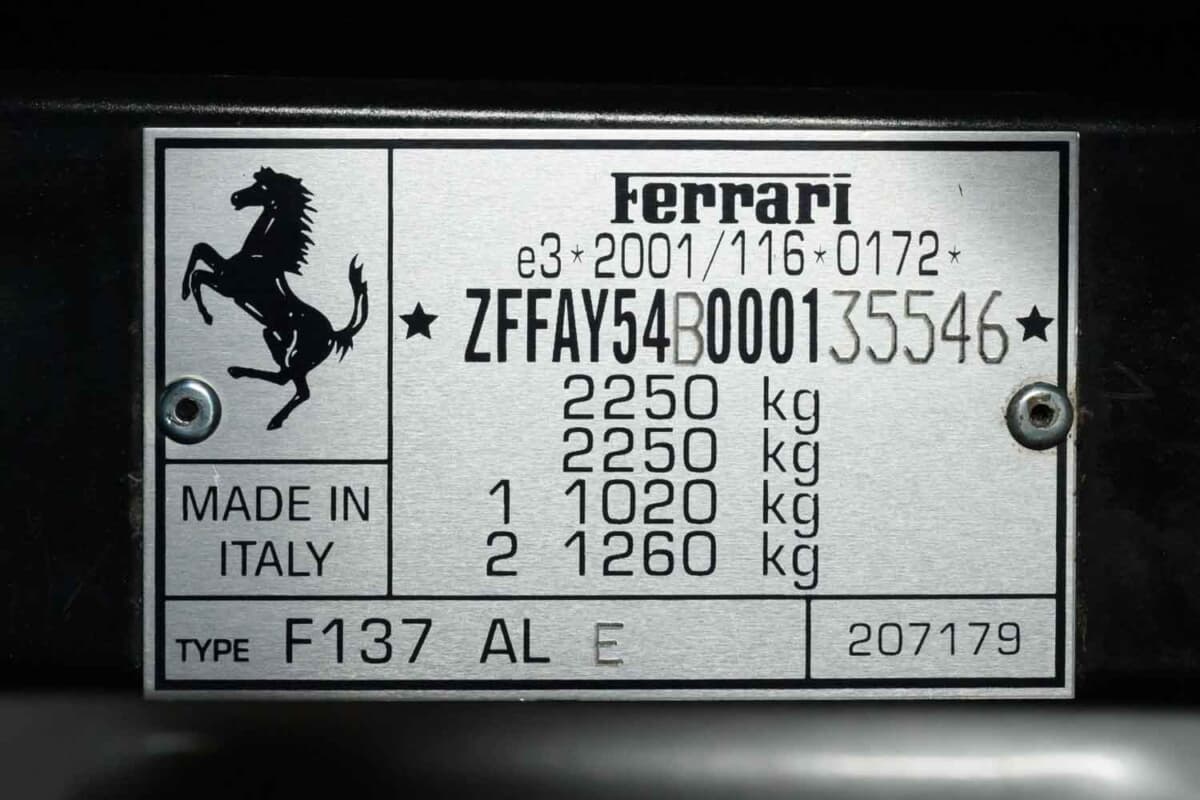 Ferrari
e3*2001/116*0172*
★ZFFAY54B000135546★
2250 kg
2250 kg
1 1020 kg
2 1260 kg
MADE IN
ITALY
TYPE F137 AL E
207179